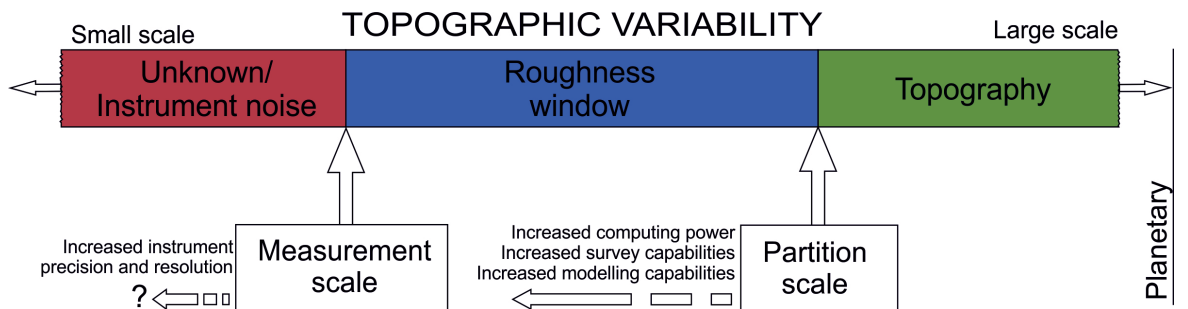 TOPOGRAPHIC VARIABILITY
Small scale
Large scale
Unknown/
Instrument noise
Roughness
window
Topography
Increased instrument
precision and resolution
?
Measurement
scale
Increased computing power
Increased survey capabilities
Increased modelling capabilities
Partition
scale
Planetary